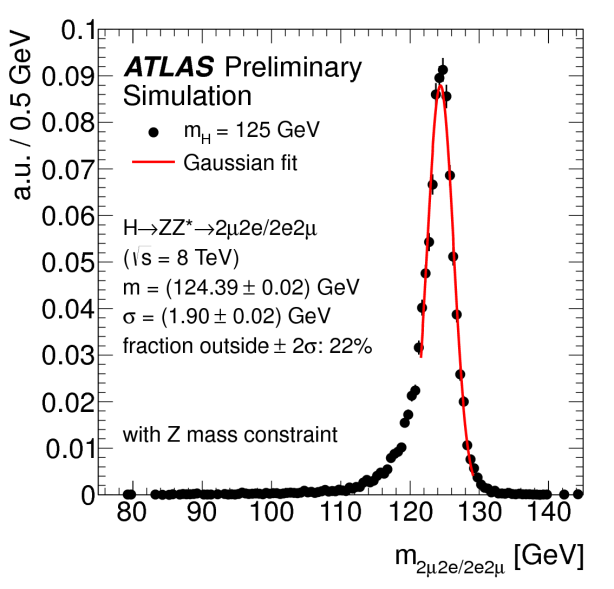 a.u. / 0.5 GeV
0.1
0.09
0.08
0.07
0.06
0.05
0.04
0.03
0.02
0.01
0
ATLAS Preliminary
Simulation
m_H = 125 GeV
Gaussian fit
H→ZZ*→2μ2e/2e2μ
(√s = 8 TeV)
m = (124.39 ± 0.02) GeV
σ = (1.90 ± 0.02) GeV
fraction outside ± 2σ: 22%
with Z mass constraint
80 90 100 110 120 130 140
m_2μ2e/2e2μ [GeV]